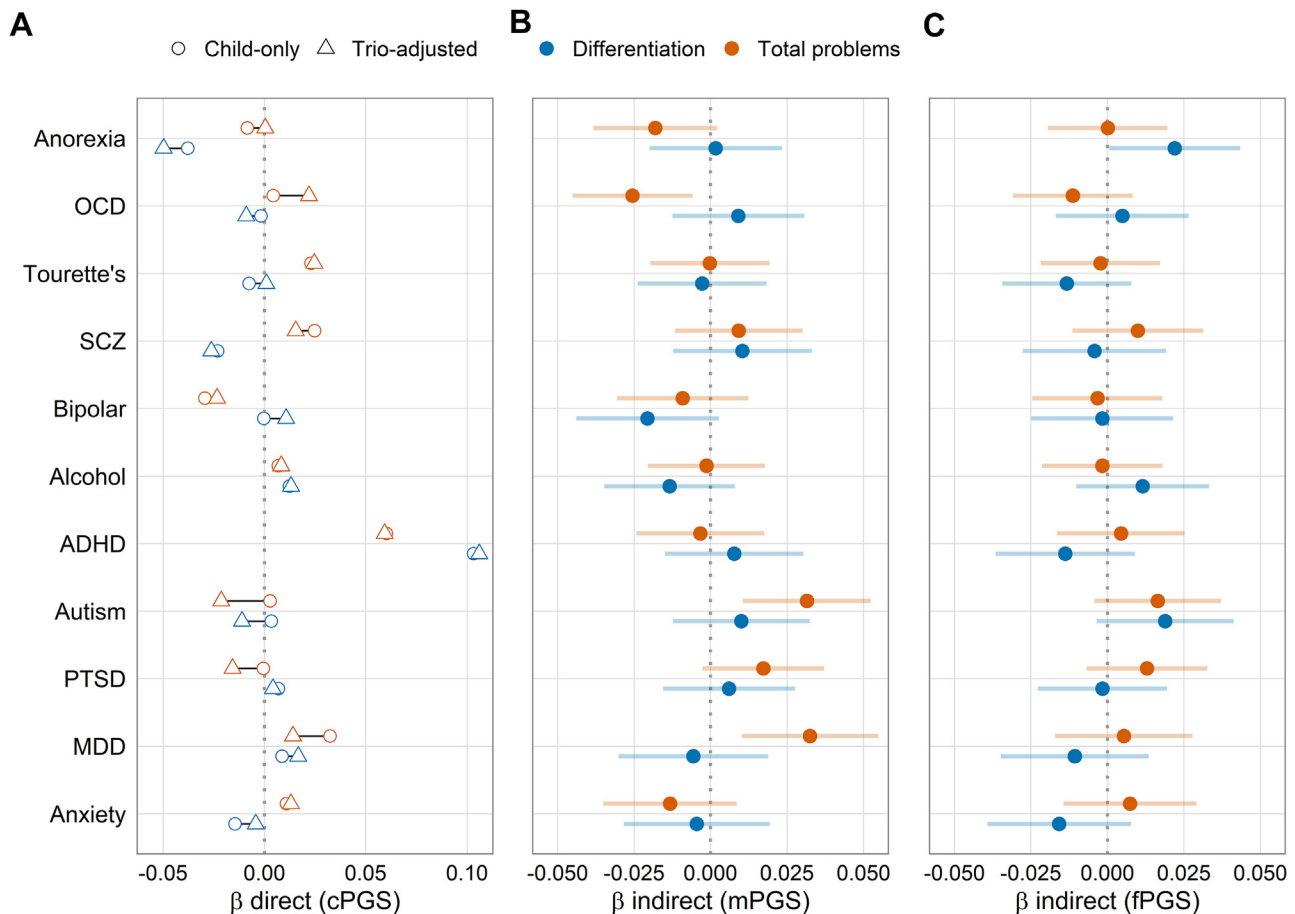 A
B
C
Child-only
Trio-adjusted
Differentiation
Total problems
Anorexia
OCD
Tourette's
SCZ
Bipolar
Alcohol
ADHD
Autism
PTSD
MDD
Anxiety
-0.05 0.00 0.05 0.10
-0.050 -0.025 0.000 0.025 0.050
-0.050 -0.025 0.000 0.025 0.050
β direct (cPGS)
β indirect (mPGS)
β indirect (fPGS)